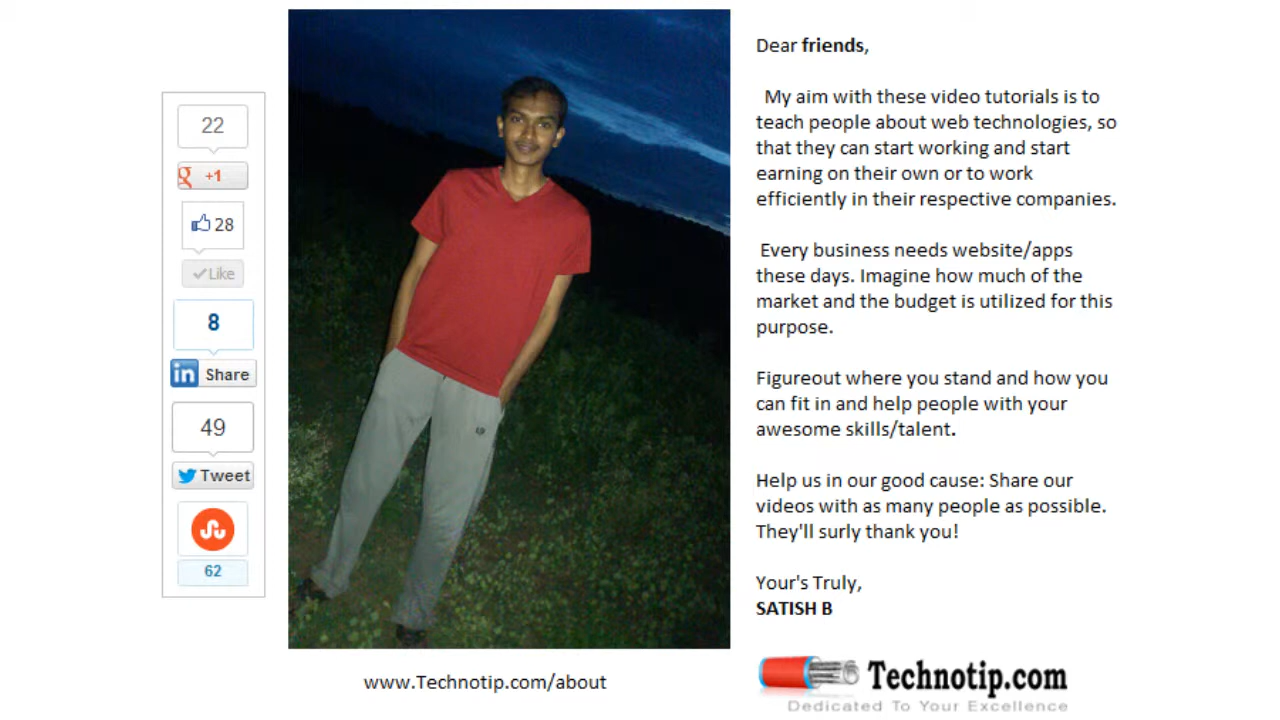 22
+1
28
Like
8
in Share
49
Tweet
62
www.Technotip.com/about
Dear friends,
My aim with these video tutorials is to
teach people about web technologies, so
that they can start working and start
earning on their own or to work
efficiently in their respective companies.
Every business needs website/apps
these days. Imagine how much of the
market and the budget is utilized for this
purpose.
Figureout where you stand and how you
can fit in and help people with your
awesome skills/talent.
Help us in our good cause: Share our
videos with as many people as possible.
They'll surly thank you!
Your's Truly,
SATISH B
Technotip.com
Dedicated To Your Excellence